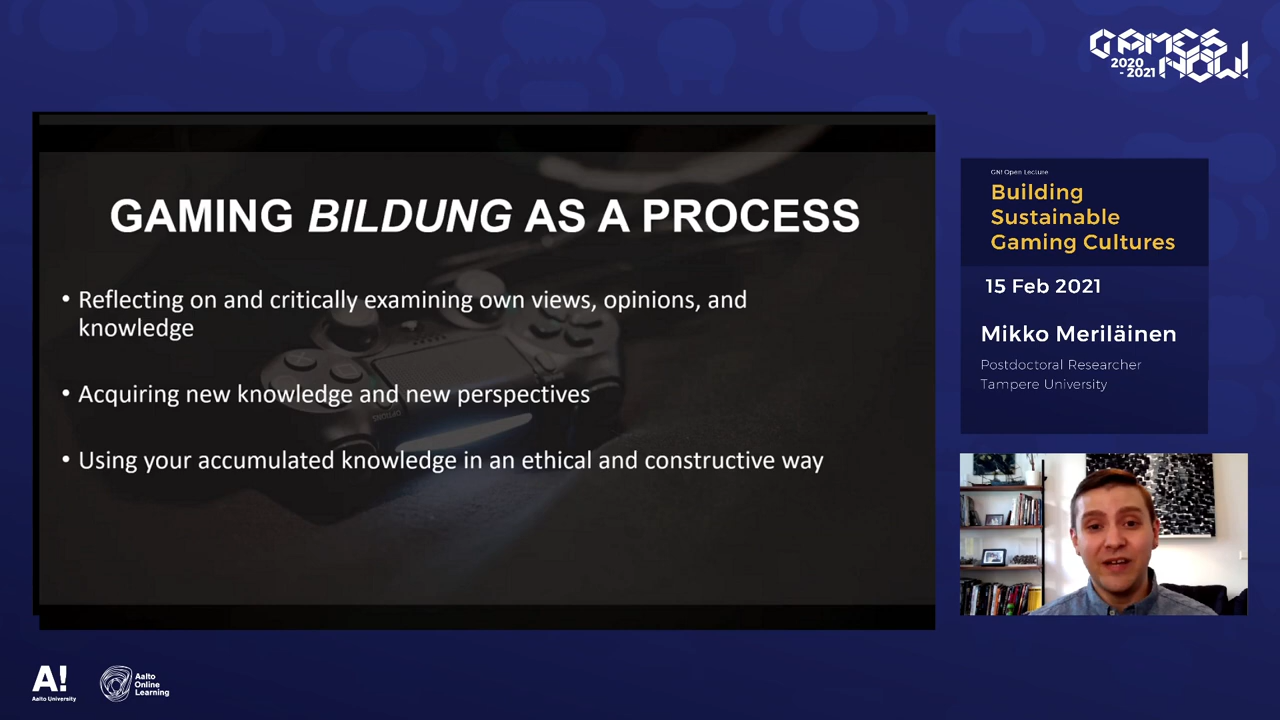 GAMES
2020
- 2021 NOW!
GAMING BILDUNG AS A PROCESS
• Reflecting on and critically examining own views, opinions, and
knowledge
• Acquiring new knowledge and new perspectives
• Using your accumulated knowledge in an ethical and constructive way
OPTIONS
GN! Open Lecture
Building
Sustainable
Gaming Cultures
15 Feb 2021
Mikko Meriläinen
Postdoctoral Researcher
Tampere University
A!
Aalto University
Aalto
Online
Learning